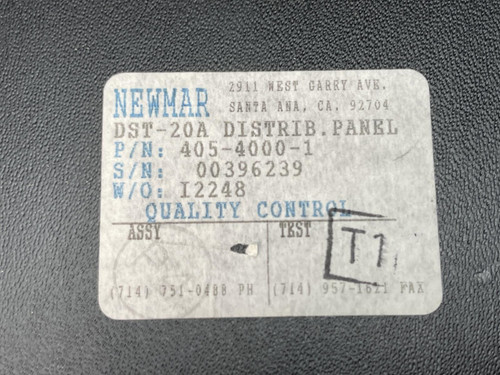 2911 WEST GARRY AVE.
NEWMAR SANTA ANA, CA. 92704
DST-20A DISTRIB. PANEL
P/N: 405-4000-1
S/N: 00396239
W/O: I2248
QUALITY CONTROL
ASSY TEST
T1
(714) 751-0488 PH (714) 957-1621 FAX